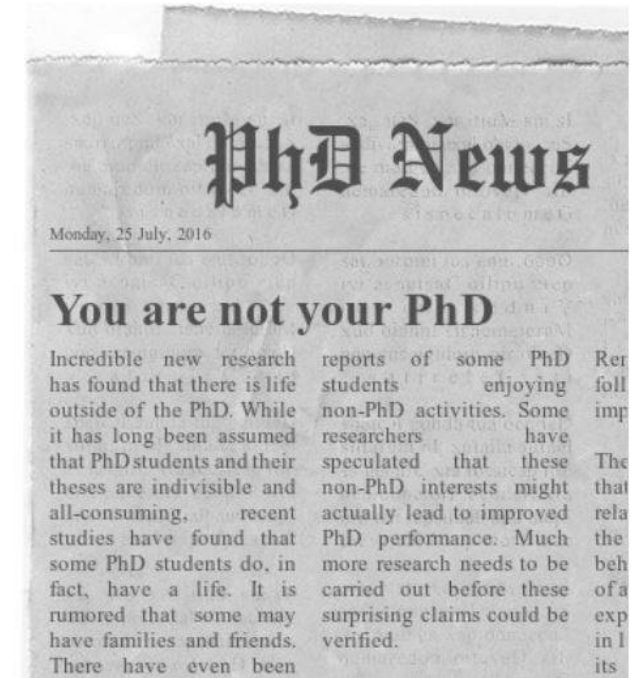 PhD News
Monday, 25 July, 2016
You are not your PhD
Incredible new research
has found that there is life
outside of the PhD. While
it has long been assumed
that PhD students and their
theses are indivisible and
all-consuming, recent
studies have found that
some PhD students do, in
fact, have a life. It is
rumored that some may
have families and friends.
There have even been
reports of some PhD
students enjoying
non-PhD activities. Some
researchers have
speculated that these
non-PhD interests might
actually lead to improved
PhD performance. Much
more research needs to be
carried out before these
surprising claims could be
verified.